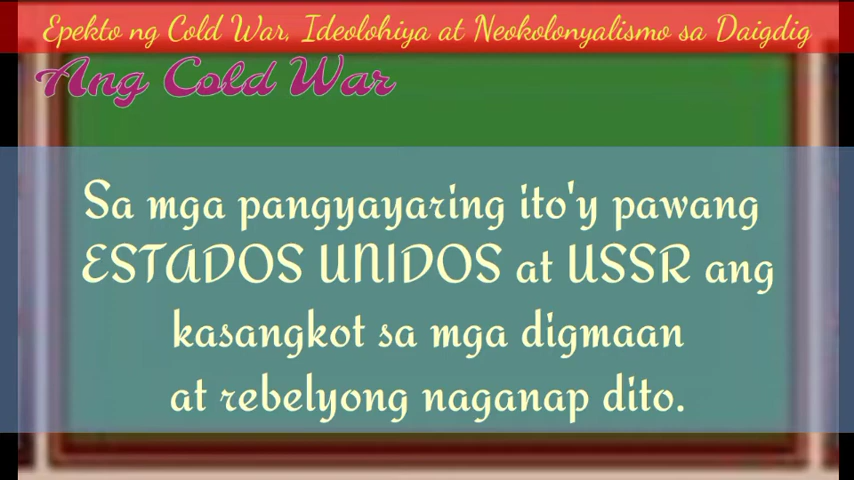 Epekto ng Cold War, Ideolohiya at Neokolonyalismo sa Daigdig
Ang Cold War
Sa mga pangyayaring ito'y pawang
ESTADOS UNIDOS at USSR ang
kasangkot sa mga digmaan
at rebelyong naganap dito.